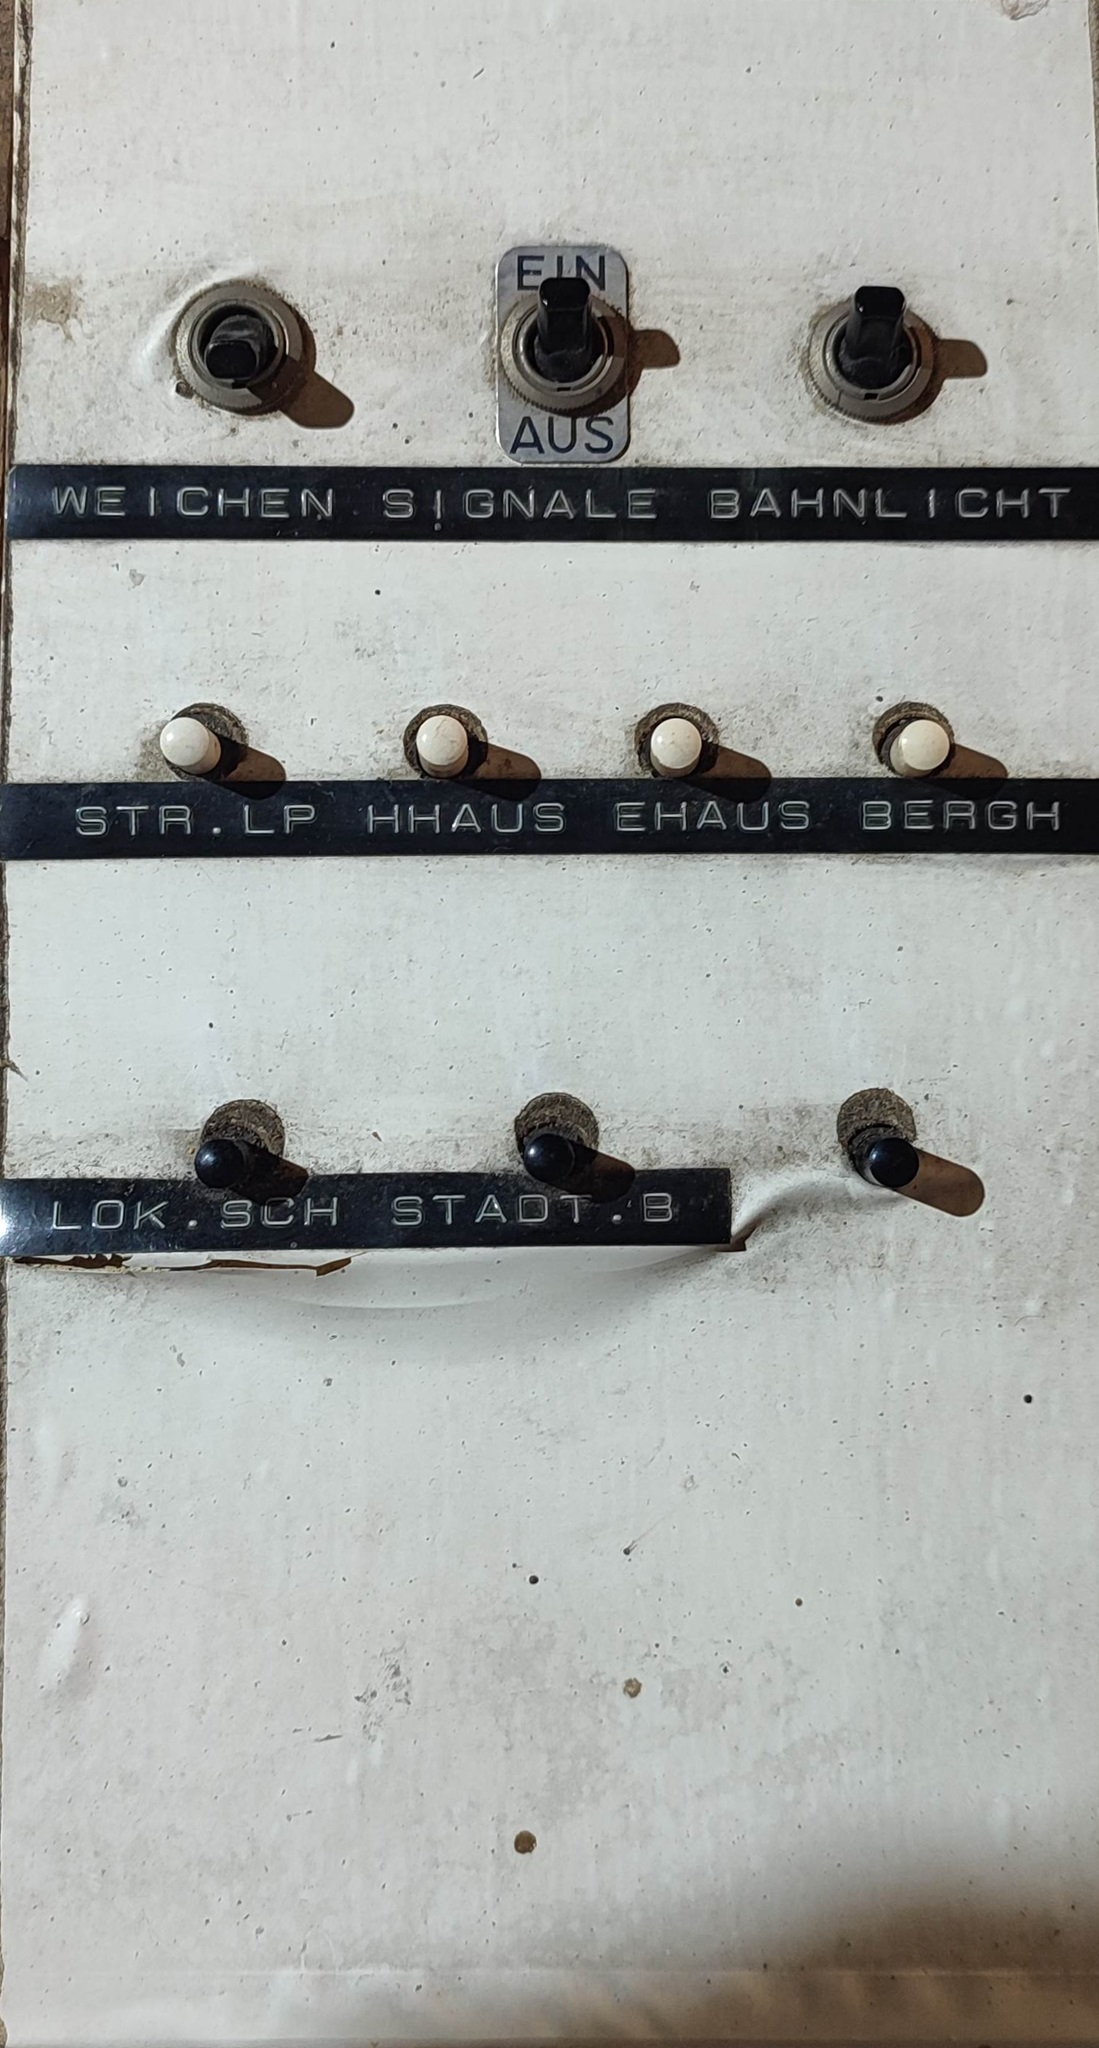 EIN
AUS
WEICHEN SIGNALE BAHNLICHT
STR.LP HHAUS EHAUS BERGH
LOK.SCH STADT.B